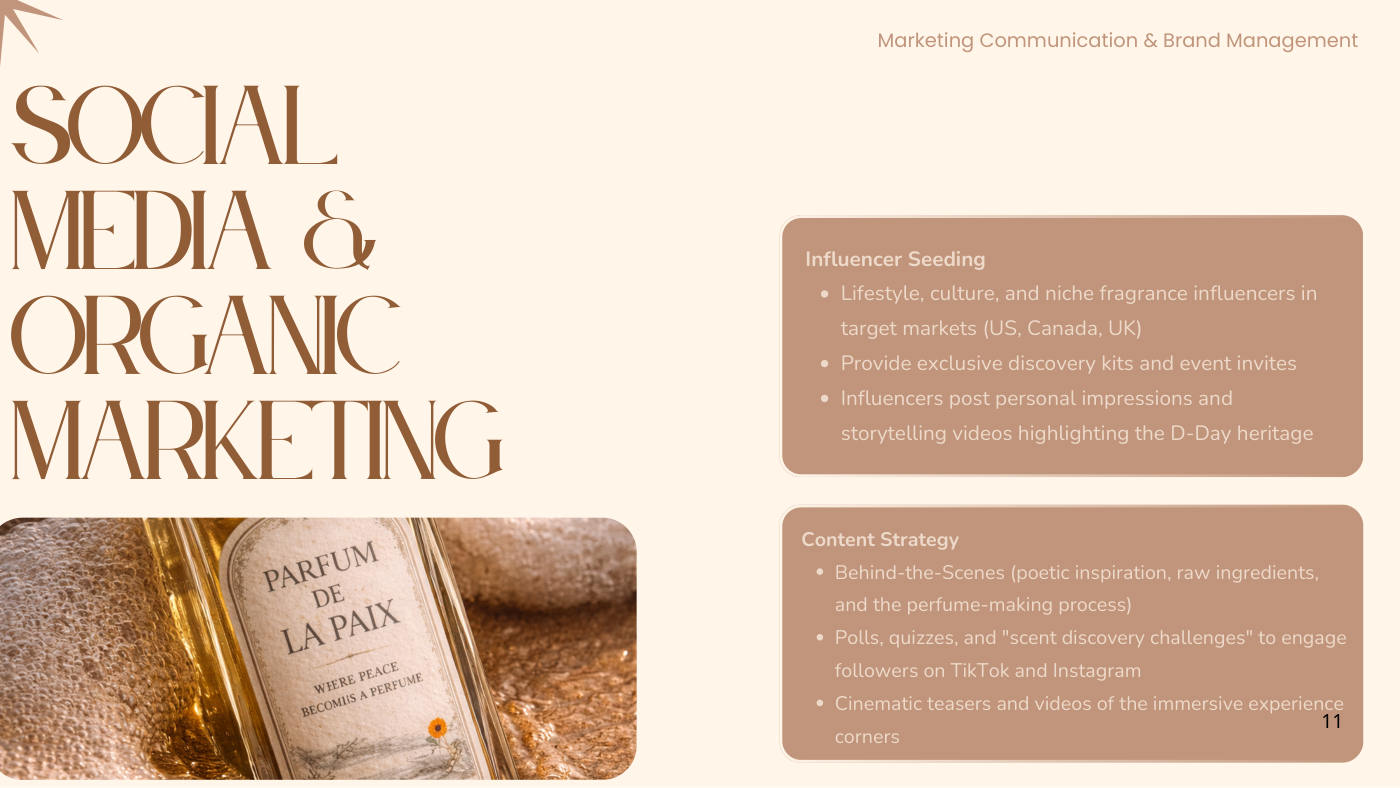 Marketing Communication & Brand Management
SOCIAL
MEDIA &
ORGANIC
MARKETING
Influencer Seeding
• Lifestyle, culture, and niche fragrance influencers in
target markets (US, Canada, UK)
• Provide exclusive discovery kits and event invites
• Influencers post personal impressions and
storytelling videos highlighting the D-Day heritage
Content Strategy
• Behind-the-Scenes (poetic inspiration, raw ingredients,
and the perfume-making process)
• Polls, quizzes, and "scent discovery challenges" to engage
followers on TikTok and Instagram
• Cinematic teasers and videos of the immersive experience
corners
11
PARFUM
DE
LA PAIX
WHERE PEACE
BECOMIS A PERFUME